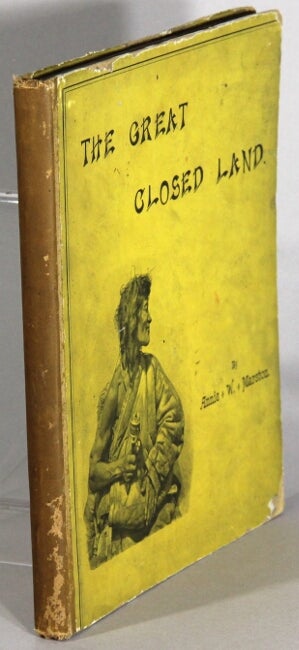 THE GREAT
CLOSED LAND.
By
Annie • W. • Marston.